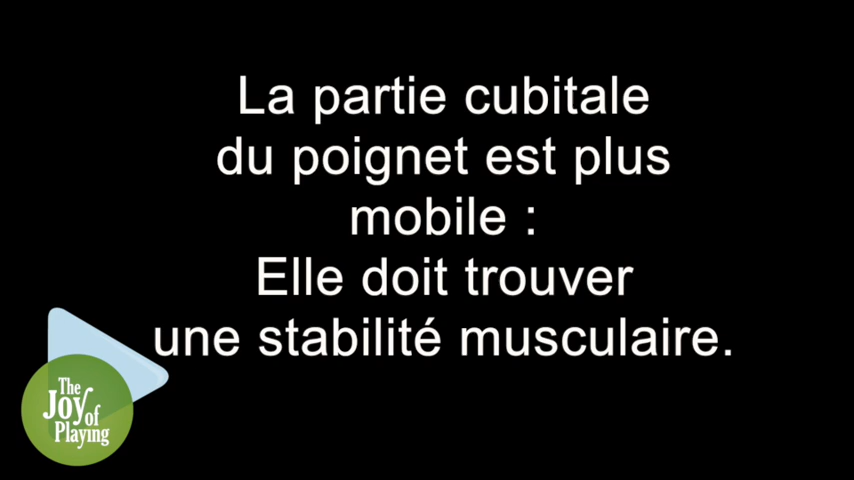 La partie cubitale
du poignet est plus
mobile :
Elle doit trouver
une stabilité musculaire.
The
Joy of
Playing